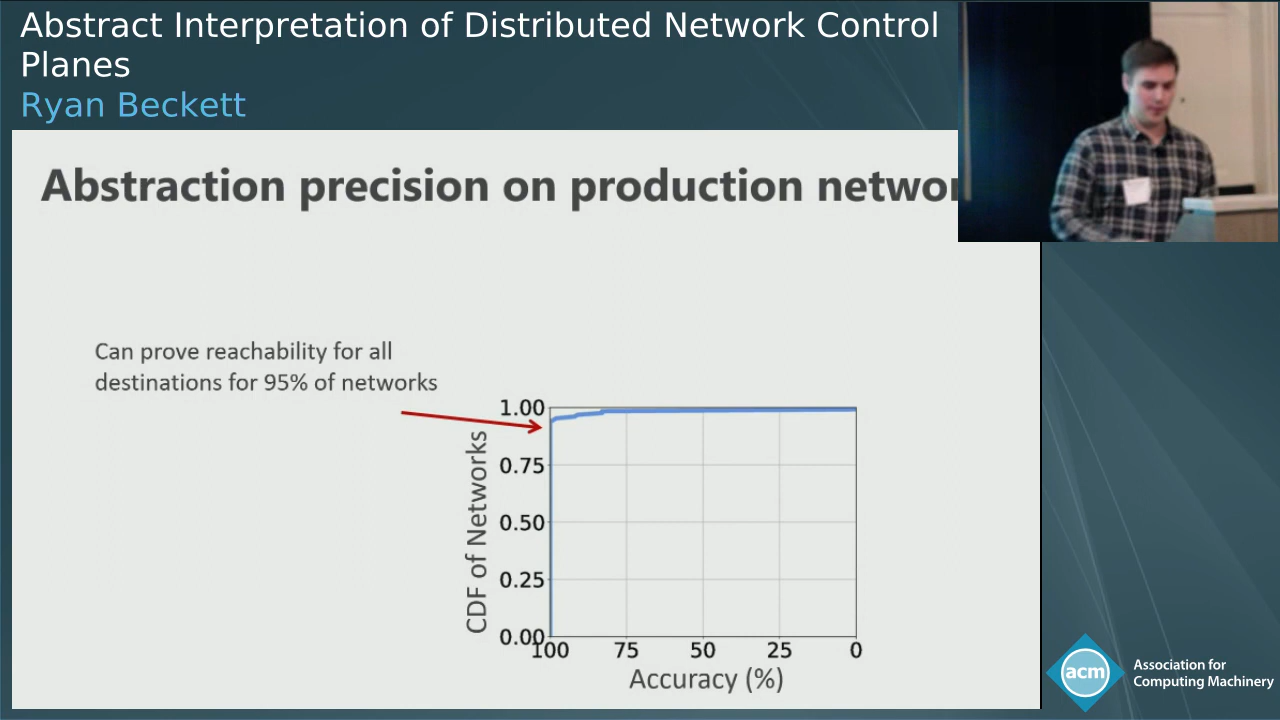 Abstract Interpretation of Distributed Network Control
Planes
Ryan Beckett
Abstraction precision on production networ
Can prove reachability for all
destinations for 95% of networks
CDF of Networks
1.00
0.75
0.50
0.25
0.00
100 75 50 25 0
Accuracy (%)
acm
Association for
Computing Machinery